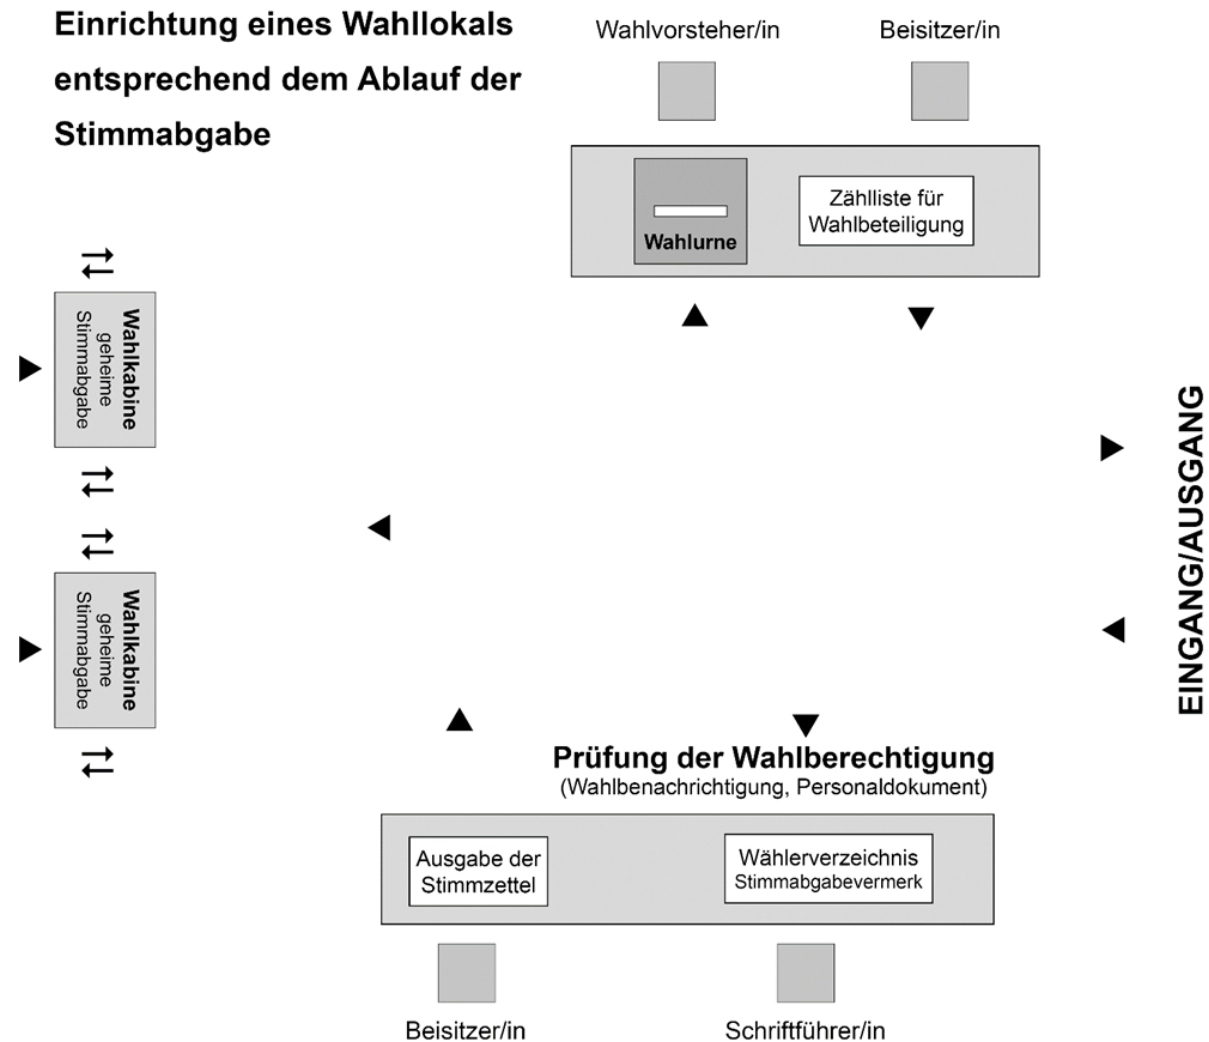 Einrichtung eines Wahllokals
entsprechend dem Ablauf der
Stimmabgabe
Wahlvorsteher/in
Beisitzer/in
Wahlurne
Zählliste für
Wahlbeteiligung
Wahlkabine
geheime
Stimmabgabe
Wahlkabine
geheime
Stimmabgabe
EINGANG/AUSGANG
Prüfung der Wahlberechtigung
(Wahlbenachrichtigung, Personaldokument)
Ausgabe der
Stimmzettel
Wählerverzeichnis
Stimmabgabevermerk
Beisitzer/in
Schriftführer/in